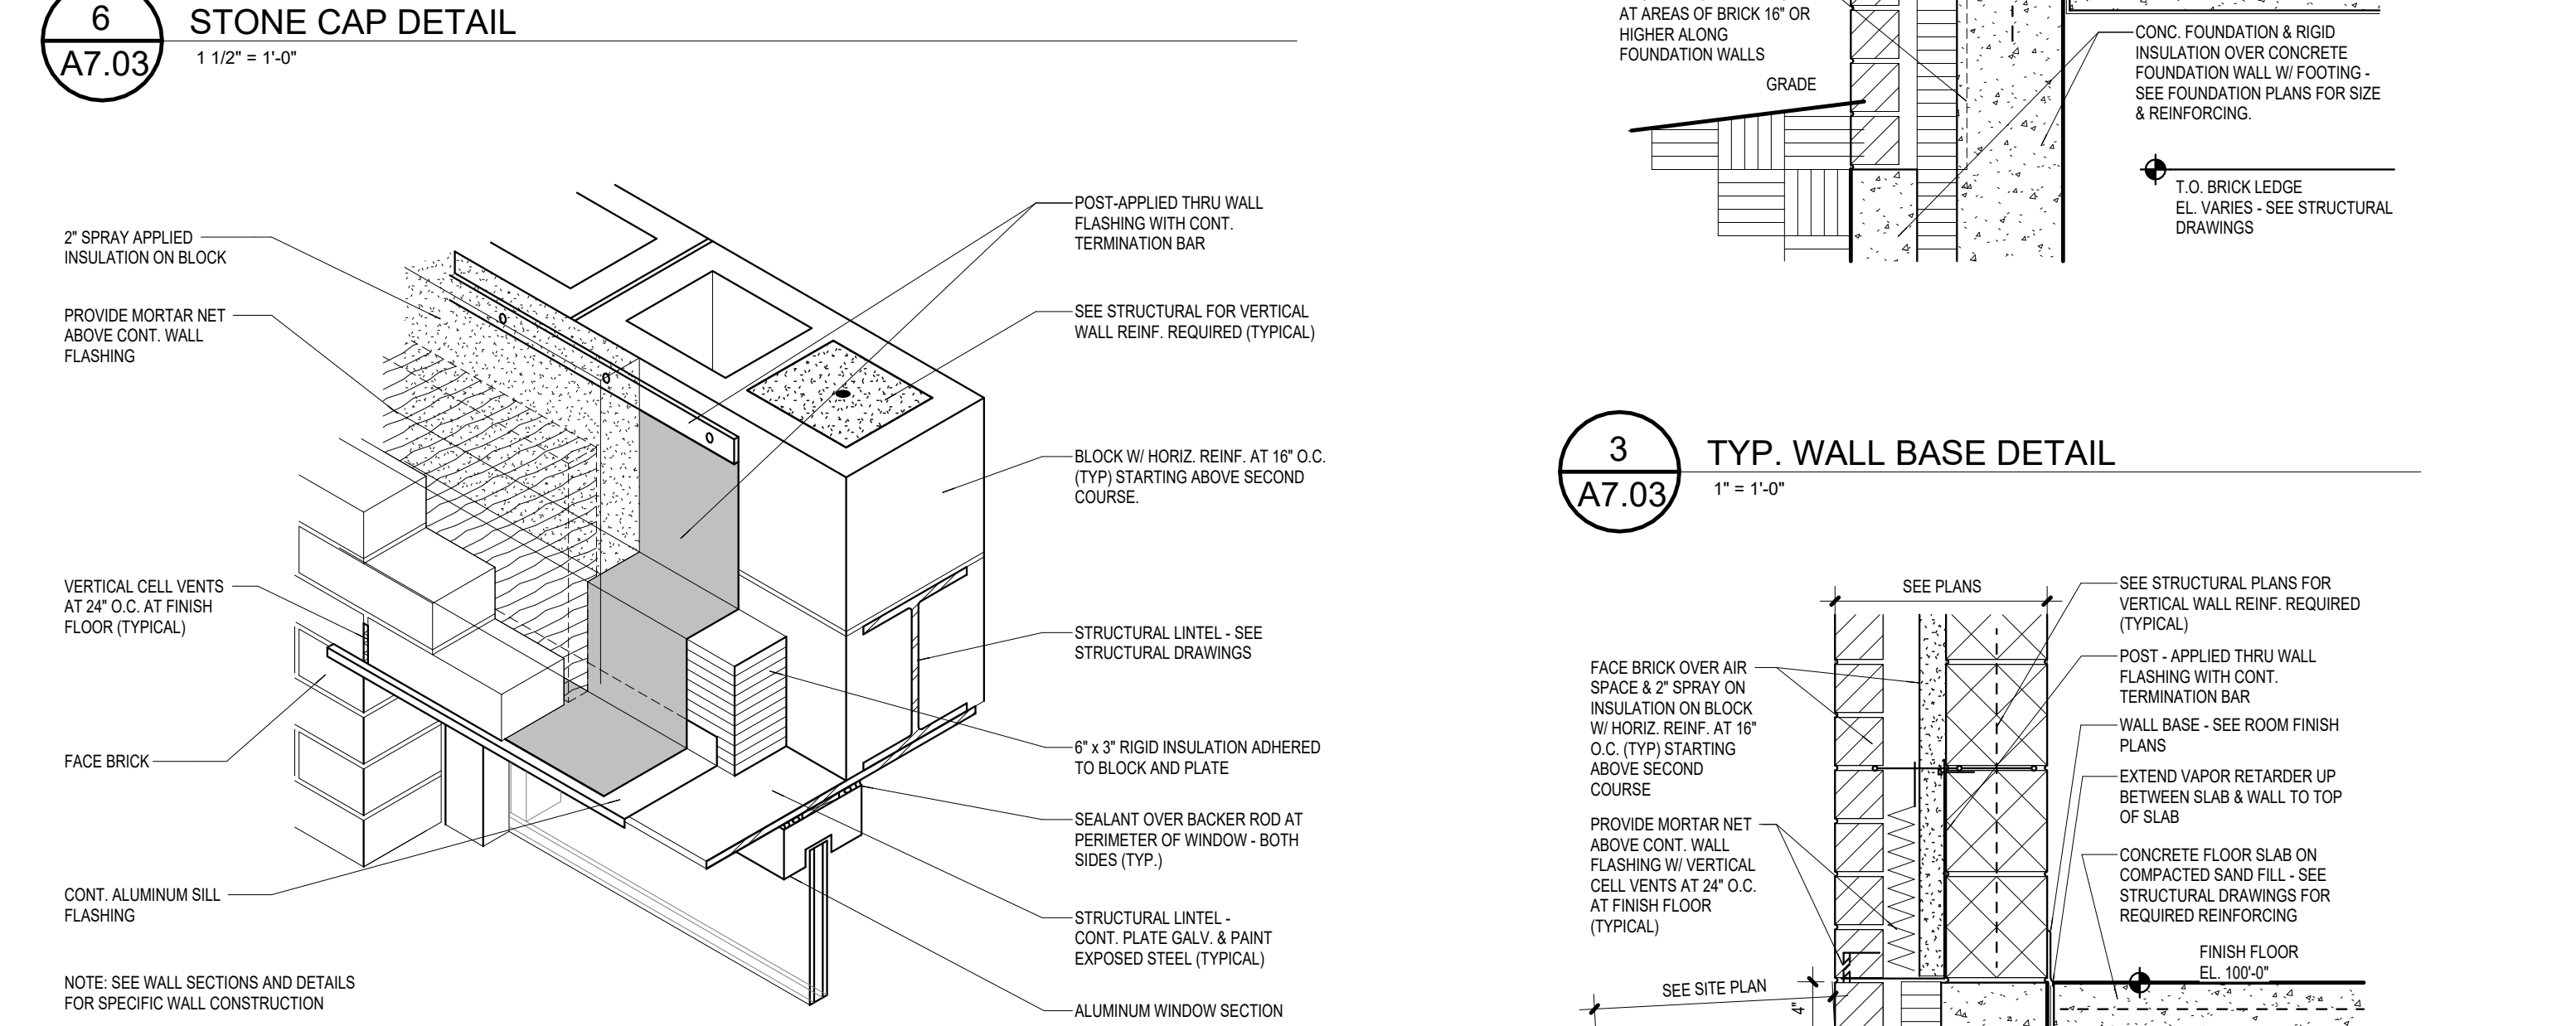 6
A7.03
STONE CAP DETAIL
1 1/2" = 1'-0"
2" SPRAY APPLIED
INSULATION ON BLOCK
PROVIDE MORTAR NET
ABOVE CONT. WALL
FLASHING
VERTICAL CELL VENTS
AT 24" O.C. AT FINISH
FLOOR (TYPICAL)
FACE BRICK
CONT. ALUMINUM SILL
FLASHING
NOTE: SEE WALL SECTIONS AND DETAILS
FOR SPECIFIC WALL CONSTRUCTION
POST-APPLIED THRU WALL
FLASHING WITH CONT.
TERMINATION BAR
SEE STRUCTURAL FOR VERTICAL
WALL REINF. REQUIRED (TYPICAL)
BLOCK W/ HORIZ. REINF. AT 16" O.C.
(TYP) STARTING ABOVE SECOND
COURSE.
STRUCTURAL LINTEL - SEE
STRUCTURAL DRAWINGS
6" x 3" RIGID INSULATION ADHERED
TO BLOCK AND PLATE
SEALANT OVER BACKER ROD AT
PERIMETER OF WINDOW - BOTH
SIDES (TYP.)
STRUCTURAL LINTEL -
CONT. PLATE GALV. & PAINT
EXPOSED STEEL (TYPICAL)
ALUMINUM WINDOW SECTION
AT AREAS OF BRICK 16" OR
HIGHER ALONG
FOUNDATION WALLS
GRADE
CONC. FOUNDATION & RIGID
INSULATION OVER CONCRETE
FOUNDATION WALL W/ FOOTING -
SEE FOUNDATION PLANS FOR SIZE
& REINFORCING.
T.O. BRICK LEDGE
EL. VARIES - SEE STRUCTURAL
DRAWINGS
3
A7.03
TYP. WALL BASE DETAIL
1" = 1'-0"
SEE PLANS
FACE BRICK OVER AIR
SPACE & 2" SPRAY ON
INSULATION ON BLOCK
W/ HORIZ. REINF. AT 16"
O.C. (TYP) STARTING
ABOVE SECOND
COURSE
PROVIDE MORTAR NET
ABOVE CONT. WALL
FLASHING W/ VERTICAL
CELL VENTS AT 24" O.C.
AT FINISH FLOOR
(TYPICAL)
SEE SITE PLAN
4"
SEE STRUCTURAL PLANS FOR
VERTICAL WALL REINF. REQUIRED
(TYPICAL)
POST - APPLIED THRU WALL
FLASHING WITH CONT.
TERMINATION BAR
WALL BASE - SEE ROOM FINISH
PLANS
EXTEND VAPOR RETARDER UP
BETWEEN SLAB & WALL TO TOP
OF SLAB
CONCRETE FLOOR SLAB ON
COMPACTED SAND FILL - SEE
STRUCTURAL DRAWINGS FOR
REQUIRED REINFORCING
FINISH FLOOR
EL. 100'-0"